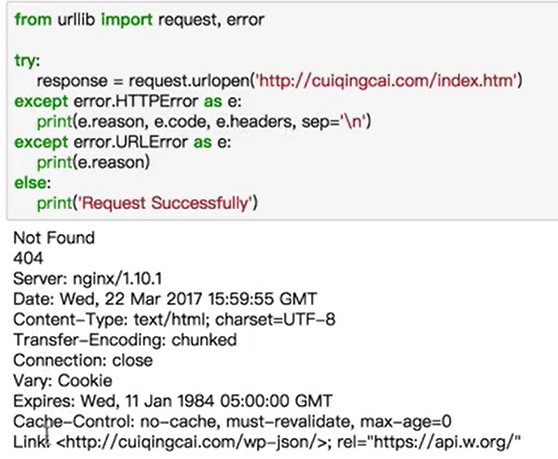 from urllib import request, error
try:
response = request.urlopen('http://cuiqingcai.com/index.htm')
except error.HTTPError as e:
print(e.reason, e.code, e.headers, sep='\n')
except error.URLError as e:
print(e.reason)
else:
print('Request Successfully')
Not Found
404
Server: nginx/1.10.1
Date: Wed, 22 Mar 2017 15:59:55 GMT
Content-Type: text/html; charset=UTF-8
Transfer-Encoding: chunked
Connection: close
Vary: Cookie
Expires: Wed, 11 Jan 1984 05:00:00 GMT
Cache-Control: no-cache, must-revalidate, max-age=0
Link: <http://cuiqingcai.com/wp-json/>; rel="https://api.w.org/"